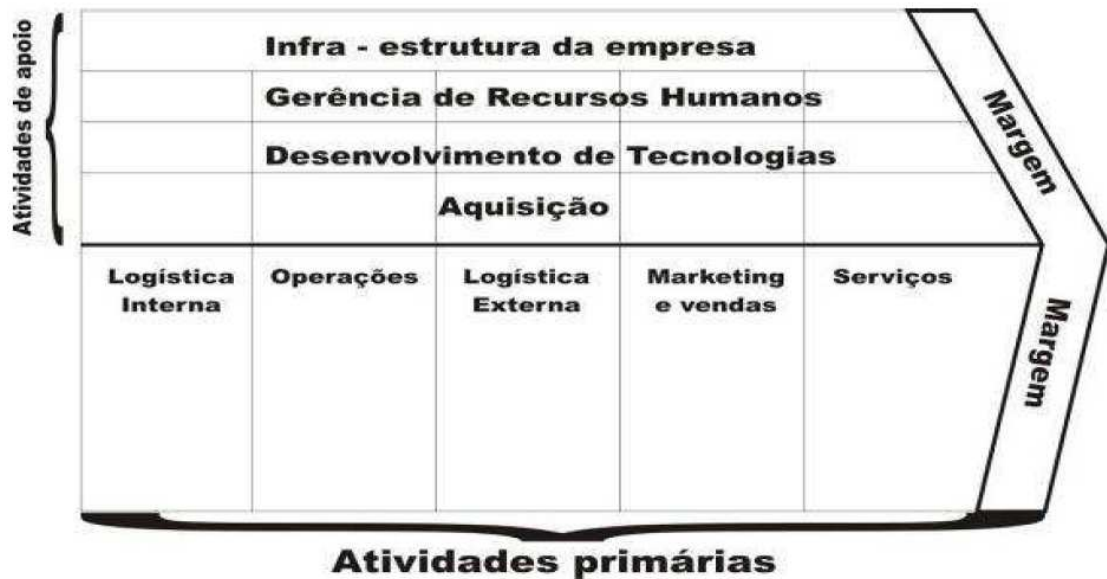 Atividades de apoio
Infra - estrutura da empresa
Gerência de Recursos Humanos
Desenvolvimento de Tecnologias
Aquisição
Margem
Logística
Interna
Operações
Logística
Externa
Marketing
e vendas
Serviços
Margem
Atividades primárias